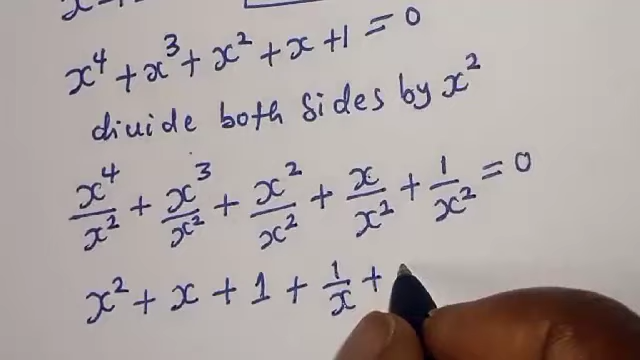 x⁴ + x³ + x² + x + 1 = 0
divide both sides by x²
x⁴/x² + x³/x² + x²/x² + x/x² + 1/x² = 0
x² + x + 1 + 1/x +